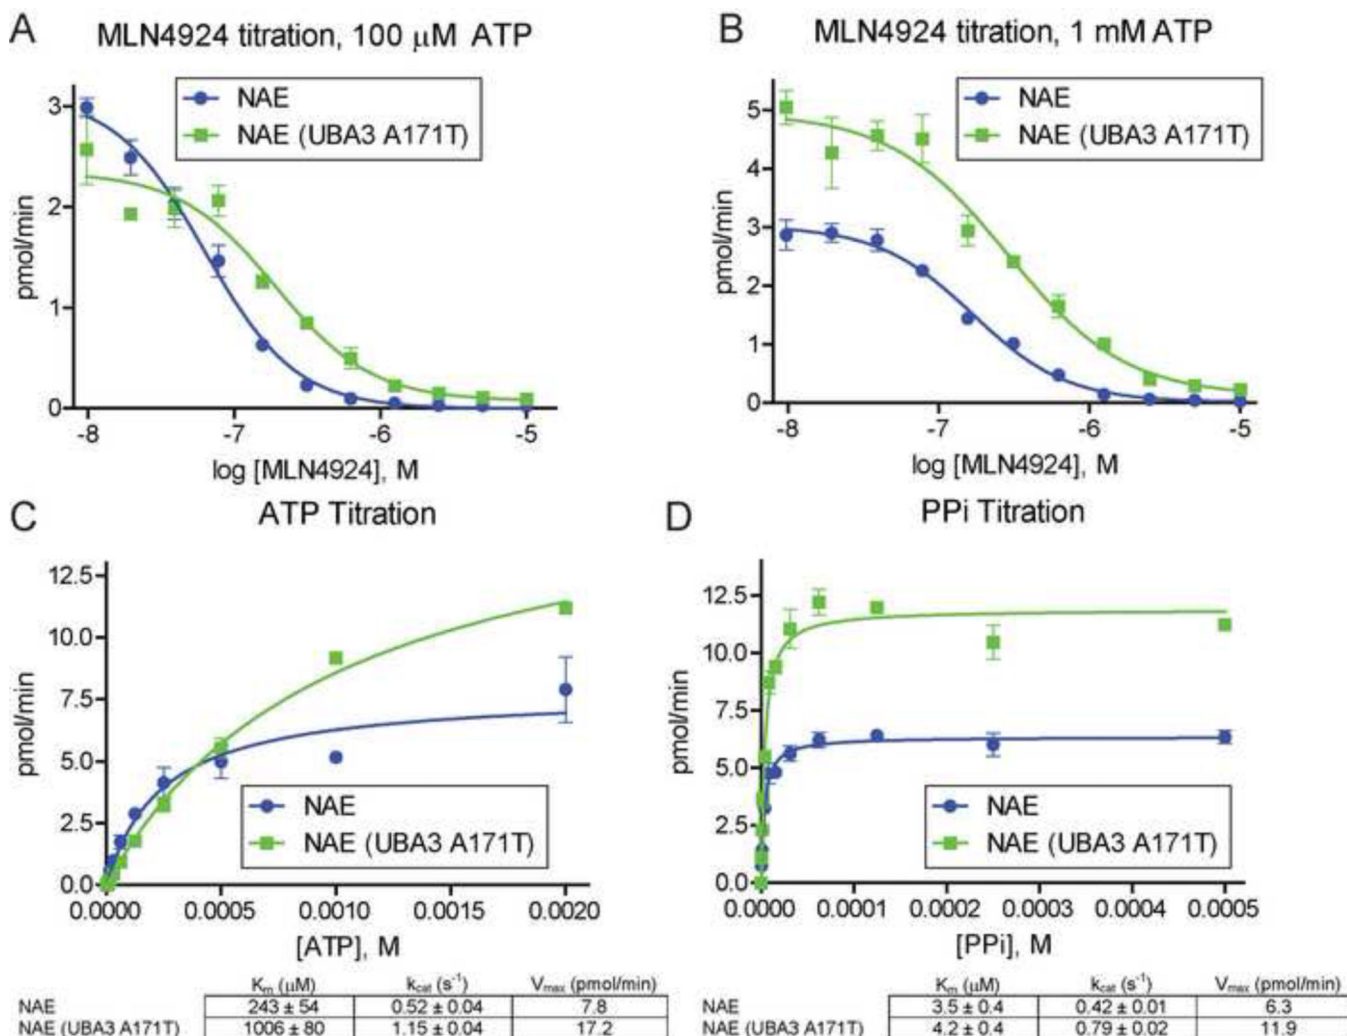 A
MLN4924 titration, 100 μM ATP
NAE
NAE (UBA3 A171T)
pmol/min
3
2
1
0
-8
-7
-6
-5
log [MLN4924], M
B
MLN4924 titration, 1 mM ATP
NAE
NAE (UBA3 A171T)
pmol/min
5
4
3
2
1
0
-8
-7
-6
-5
log [MLN4924], M
C
ATP Titration
pmol/min
12.5
10.0
7.5
5.0
2.5
0.0
NAE
NAE (UBA3 A171T)
0.0000 0.0005 0.0010 0.0015 0.0020
[ATP], M
Km (μM) kcat (s-1) Vmax (pmol/min)
NAE 243 ± 54 0.52 ± 0.04 7.8
NAE (UBA3 A171T) 1006 ± 80 1.15 ± 0.04 17.2
D
PPi Titration
pmol/min
12.5
10.0
7.5
5.0
2.5
0.0
NAE
NAE (UBA3 A171T)
0.0000 0.0001 0.0002 0.0003 0.0004 0.0005
[PPi], M
Km (μM) kcat (s-1) Vmax (pmol/min)
NAE 3.5 ± 0.4 0.42 ± 0.01 6.3
NAE (UBA3 A171T) 4.2 ± 0.4 0.79 ± 0.02 11.9